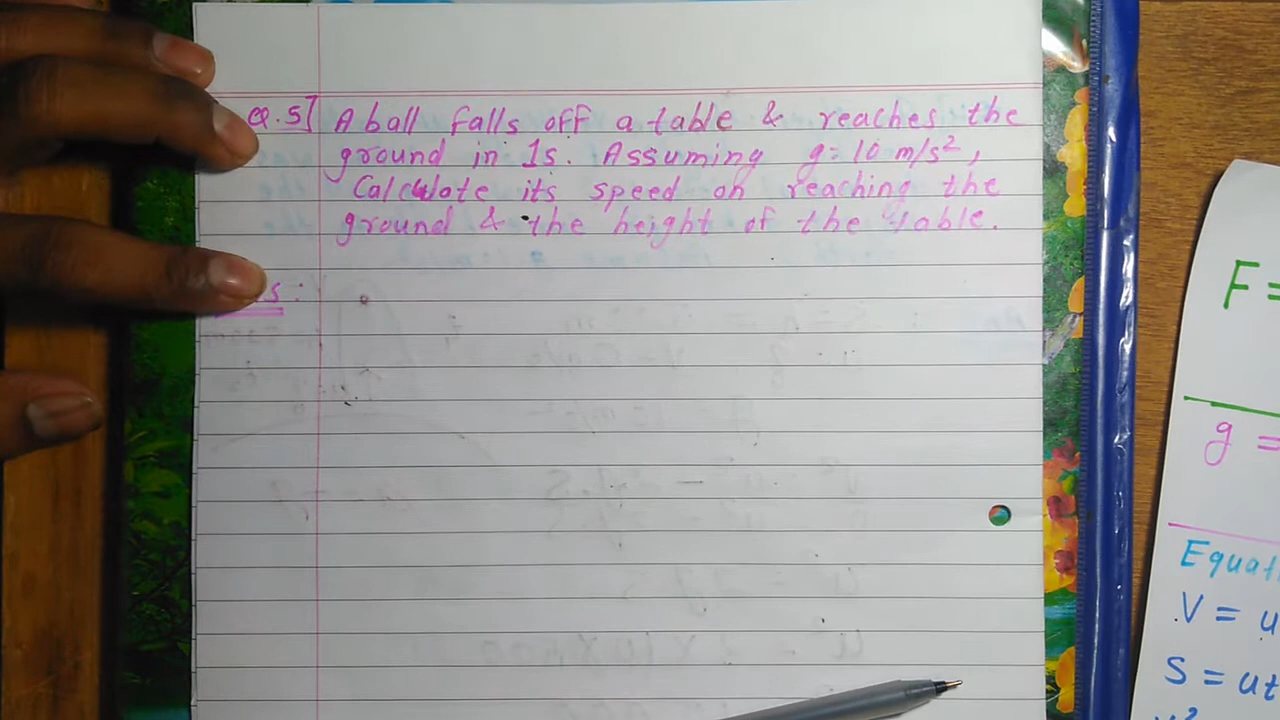 Q.5] A ball falls off a table & reaches the
ground in 1s. Assuming g = 10 m/s²,
Calculate its speed on reaching the
ground & the height of the table.
s:
F =
g =
Equat
V = u
S = ut